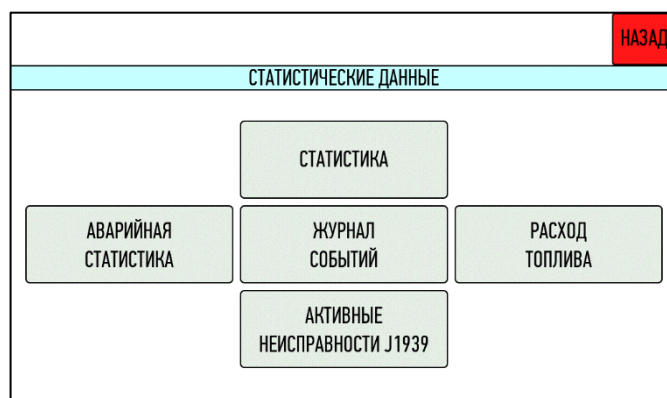 НАЗАД
СТАТИСТИЧЕСКИЕ ДАННЫЕ
СТАТИСТИКА
АВАРИЙНАЯ
СТАТИСТИКА
ЖУРНАЛ
СОБЫТИЙ
РАСХОД
ТОПЛИВА
АКТИВНЫЕ
НЕИСПРАВНОСТИ J1939